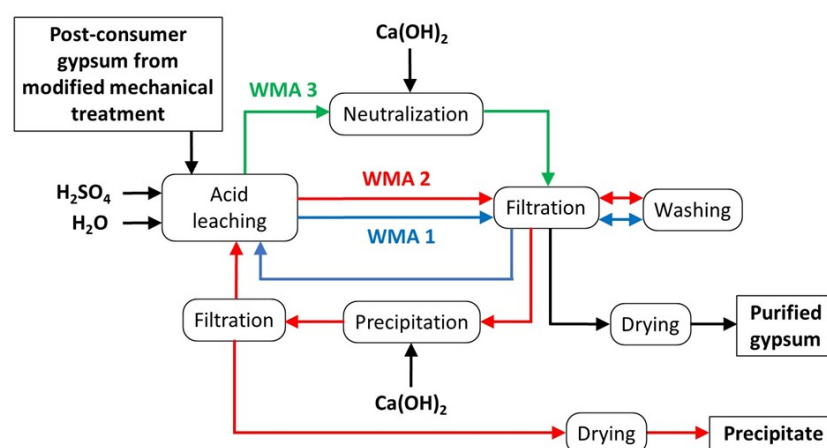 Post-consumer
gypsum from
modified mechanical
treatment
Ca(OH)₂
WMA 3
Neutralization
H₂SO₄
H₂O
Acid
leaching
WMA 2
WMA 1
Filtration
Washing
Filtration
Precipitation
Drying
Purified
gypsum
Ca(OH)₂
Drying
Precipitate